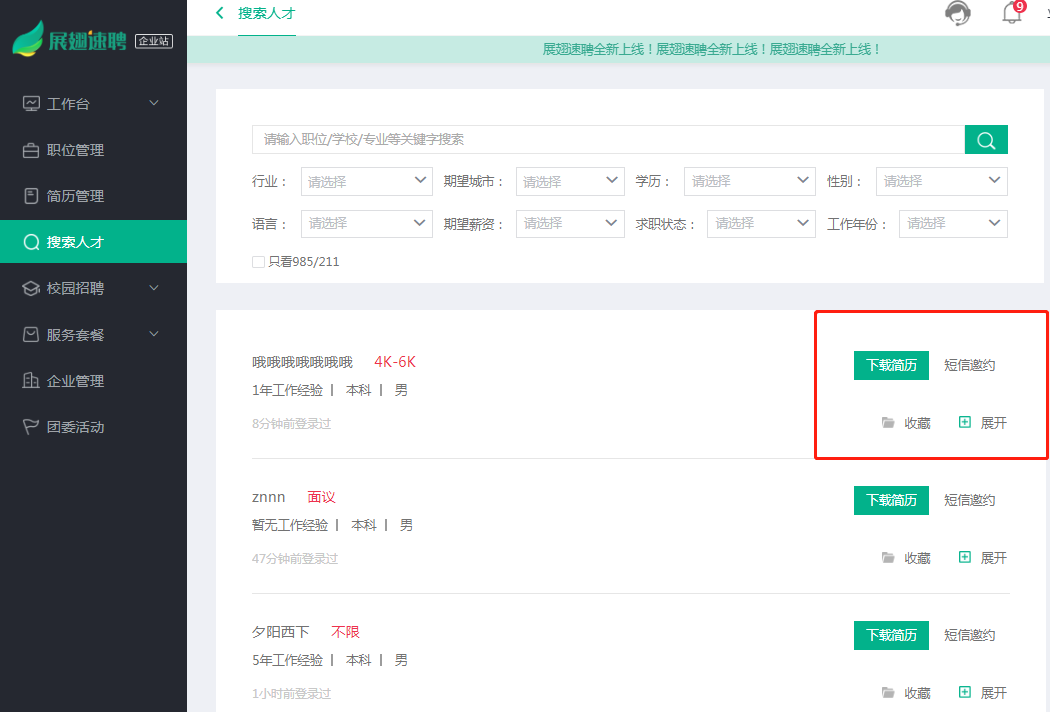 展翅速聘 企业站
工作台
职位管理
简历管理
搜索人才
校园招聘
服务套餐
企业管理
团委活动
搜索人才
9
展翅速聘全新上线！展翅速聘全新上线！展翅速聘全新上线！
请输入职位/学校/专业等关键字搜索
行业： 请选择 期望城市： 请选择 学历： 请选择 性别： 请选择
语言： 请选择 期望薪资： 请选择 求职状态： 请选择 工作年份： 请选择
只看985/211
哦哦哦哦哦哦哦 4K-6K 下载简历 短信邀约
1年工作经验 | 本科 | 男
8分钟前登录过 收藏 展开
znnn 面议 下载简历 短信邀约
暂无工作经验 | 本科 | 男
47分钟前登录过 收藏 展开
夕阳西下 不限 下载简历 短信邀约
5年工作经验 | 本科 | 男
1小时前登录过 收藏 展开